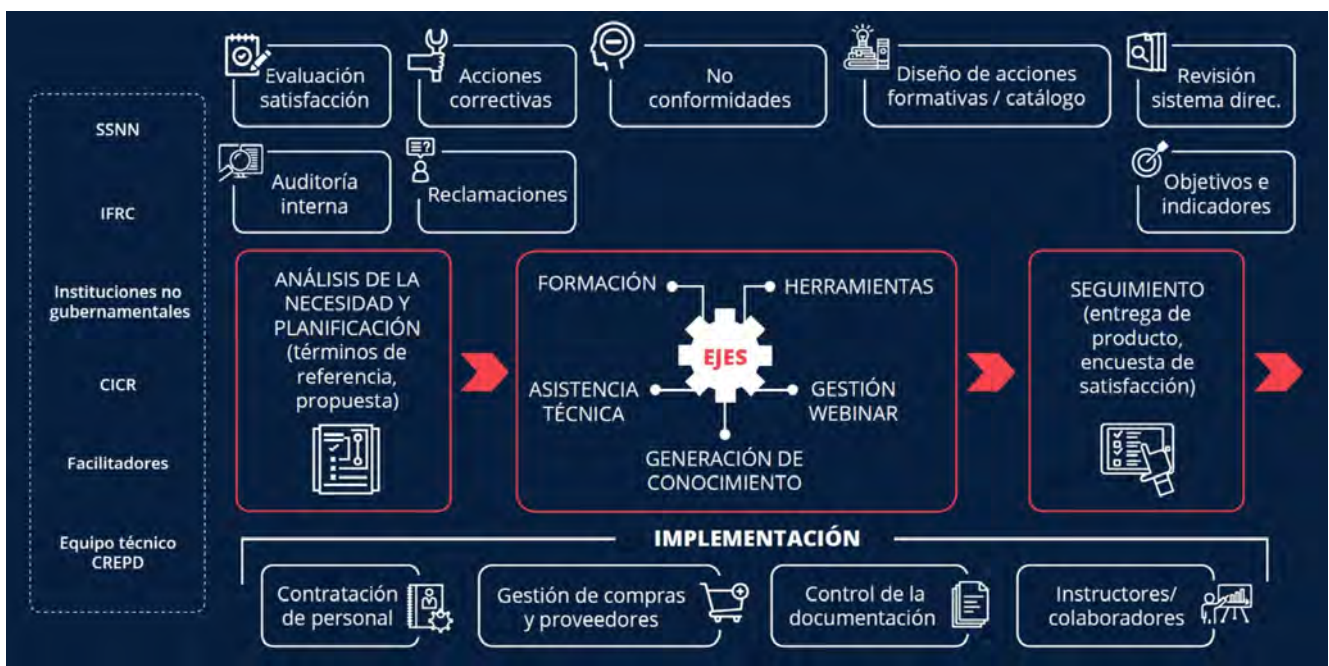 Evaluación
satisfacción
Acciones
correctivas
No
conformidades
Diseño de acciones
formativas / catálogo
Revisión
sistema direc.
Auditoría
interna
Reclamaciones
Objetivos e
indicadores
SSNN
IFRC
Instituciones no
gubernamentales
CICR
Facilitadores
Equipo técnico
CREPD
ANÁLISIS DE LA
NECESIDAD Y
PLANIFICACIÓN
(términos de
referencia,
propuesta)
FORMACIÓN
HERRAMIENTAS
EJES
ASISTENCIA
TÉCNICA
GESTIÓN
WEBINAR
GENERACIÓN DE
CONOCIMIENTO
SEGUIMIENTO
(entrega de
producto,
encuesta de
satisfacción)
IMPLEMENTACIÓN
Contratación
de personal
Gestión de compras
y proveedores
Control de la
documentación
Instructores/
colaboradores